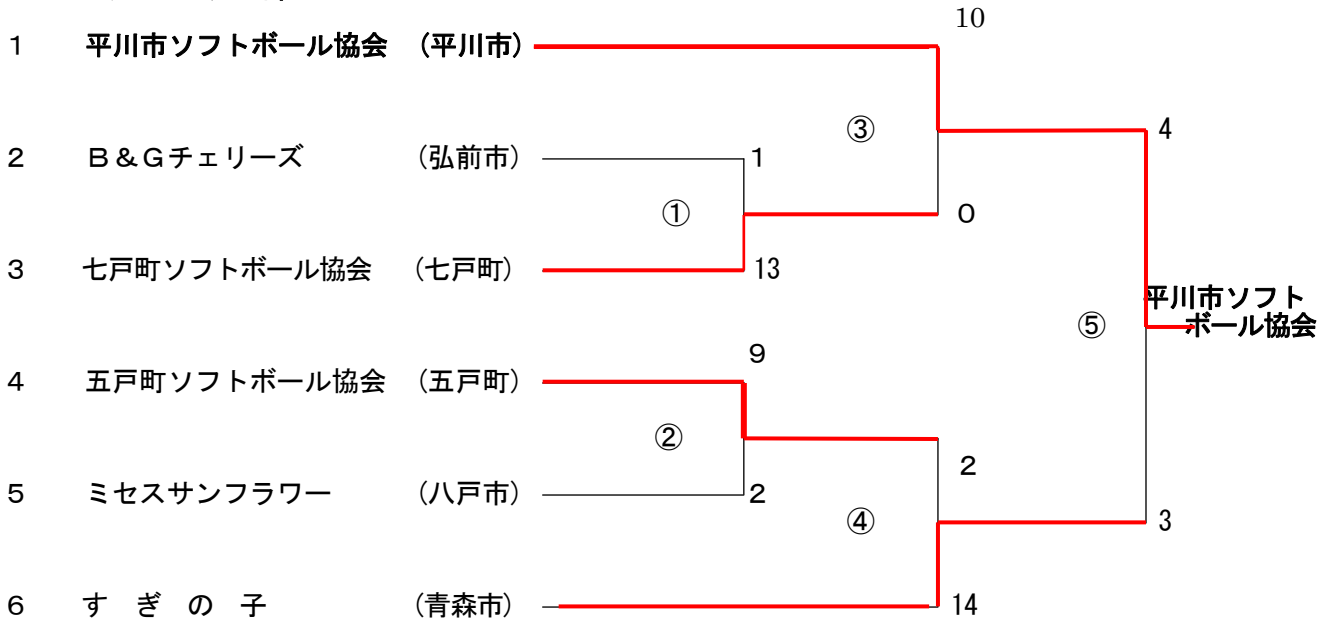 10
1 平川市ソフトボール協会 (平川市)
③ 4
2 B&Gチェリーズ (弘前市) 1
① 0
3 七戸町ソフトボール協会 (七戸町) 13
平川市ソフト
⑤ ボール協会
9
4 五戸町ソフトボール協会 (五戸町)
② 2
5 ミセスサンフラワー (八戸市) 2
④ 3
6 すぎの子 (青森市) 14